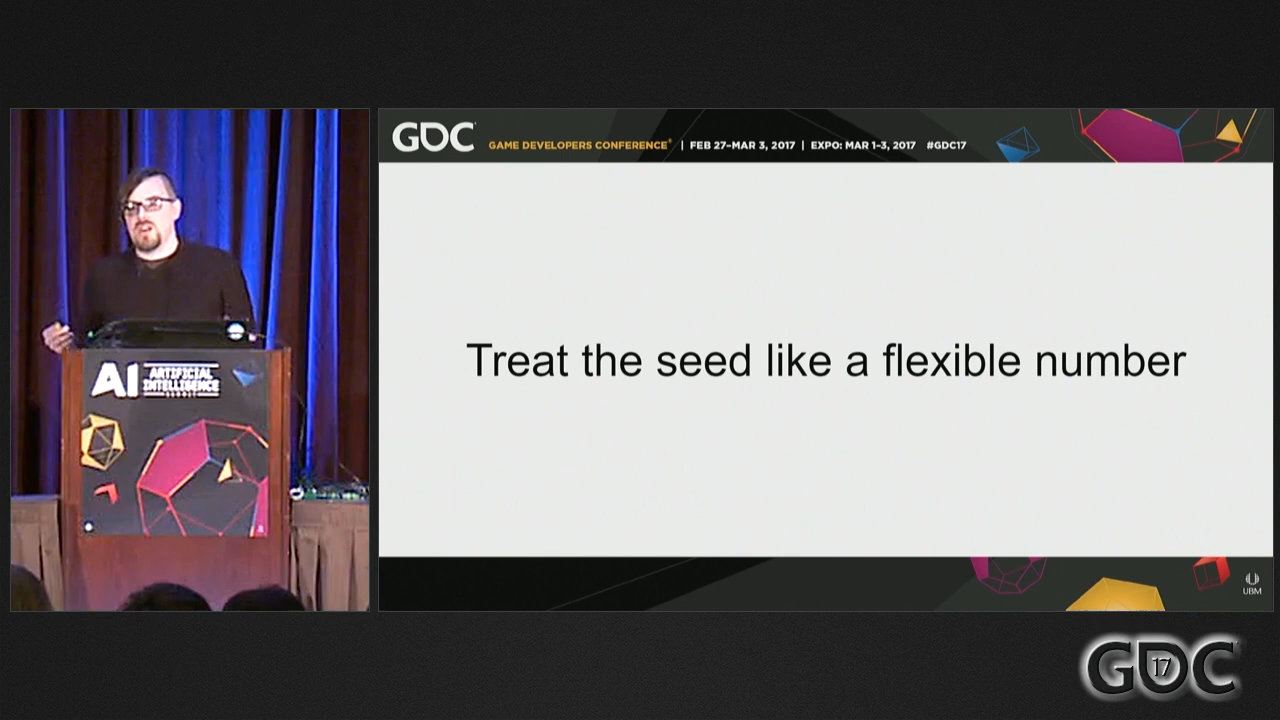 GDC GAME DEVELOPERS CONFERENCE® | FEB 27–MAR 3, 2017 | EXPO: MAR 1-3, 2017 #GDC17
Treat the seed like a flexible number
AI ARTIFICIAL
INTELLIGENCE
SUMMIT
UBM
GDC 17